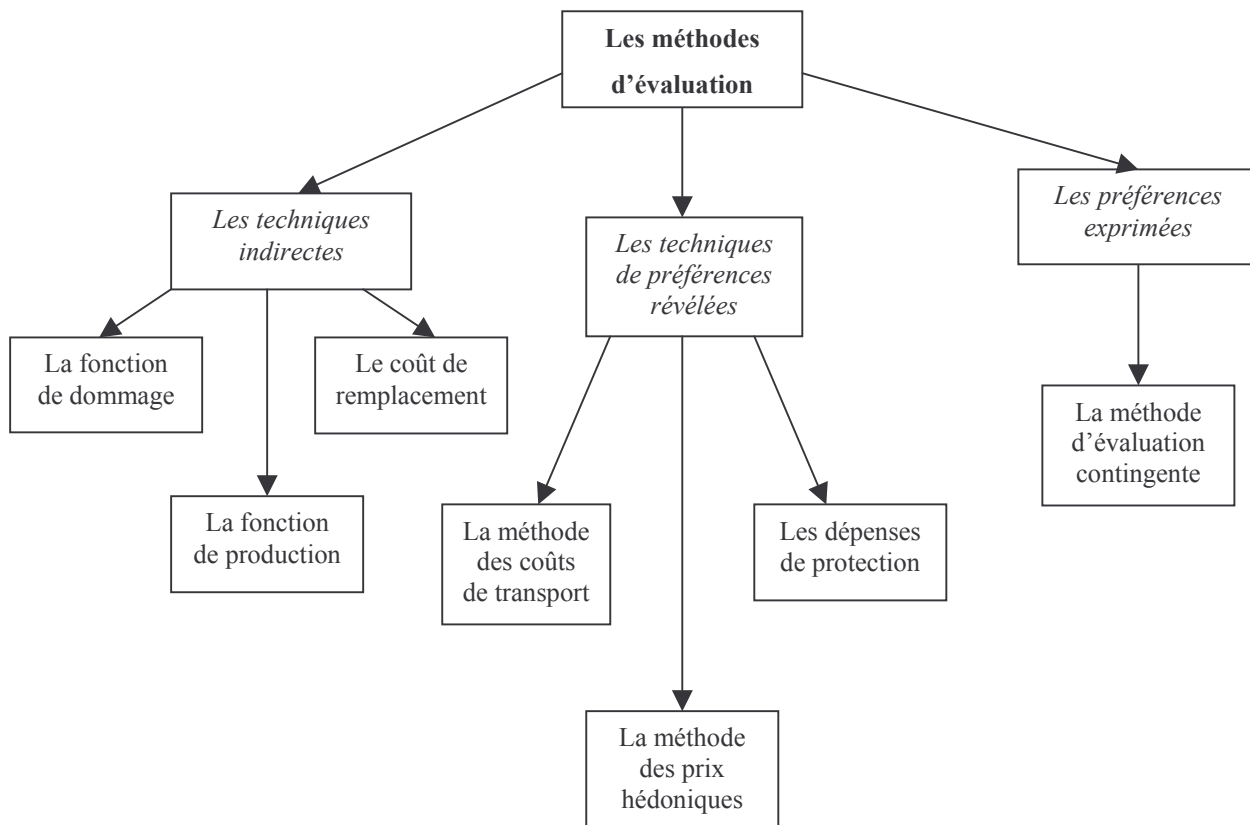 Les méthodes
d’évaluation
Les techniques
indirectes
Les techniques
de préférences
révélées
Les préférences
exprimées
La fonction
de dommage
Le coût de
remplacement
La fonction
de production
La méthode
des coûts
de transport
Les dépenses
de protection
La méthode
des prix
hédoniques
La méthode
d’évaluation
contingente